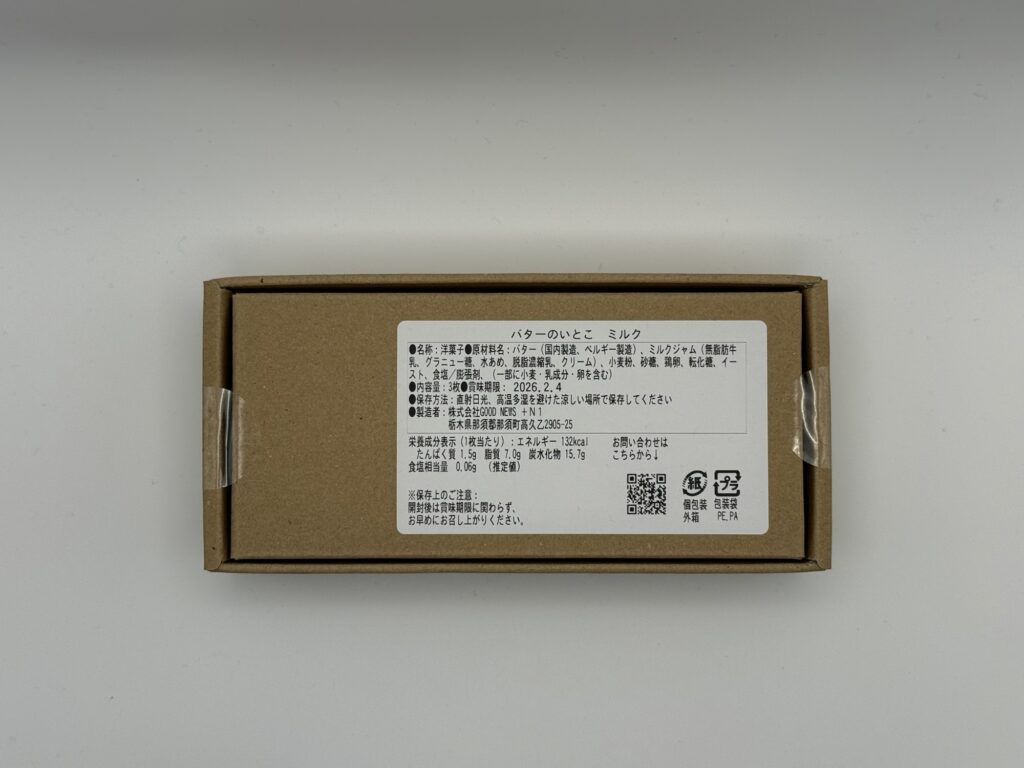 バターのいとこ ミルク
●名称：洋菓子●原材料名：バター（国内製造、ベルギー製造）、ミルクジャム（無脂肪牛
乳、グラニュー糖、水あめ、脱脂濃縮乳、クリーム）、小麦粉、砂糖、鶏卵、転化糖、イー
スト、食塩／膨張剤、（一部に小麦・乳成分・卵を含む）
●内容量：3枚●賞味期限：2026.2.4
●保存方法：直射日光、高温多湿を避けた涼しい場所で保存してください
●製造者：株式会社GOOD NEWS ＋N1
栃木県那須郡那須町高久乙2905-25
栄養成分表示（1枚当たり）：エネルギー 132kcal
たんぱく質 1.5g 脂質 7.0g 炭水化物 15.7g
食塩相当量 0.06g （推定値）
お問い合わせは
こちらから↓
※保存上のご注意：
開封後は賞味期限に関わらず、
お早めにお召し上がりください。
紙
個包装
外箱
プラ
包装袋
PE,PA